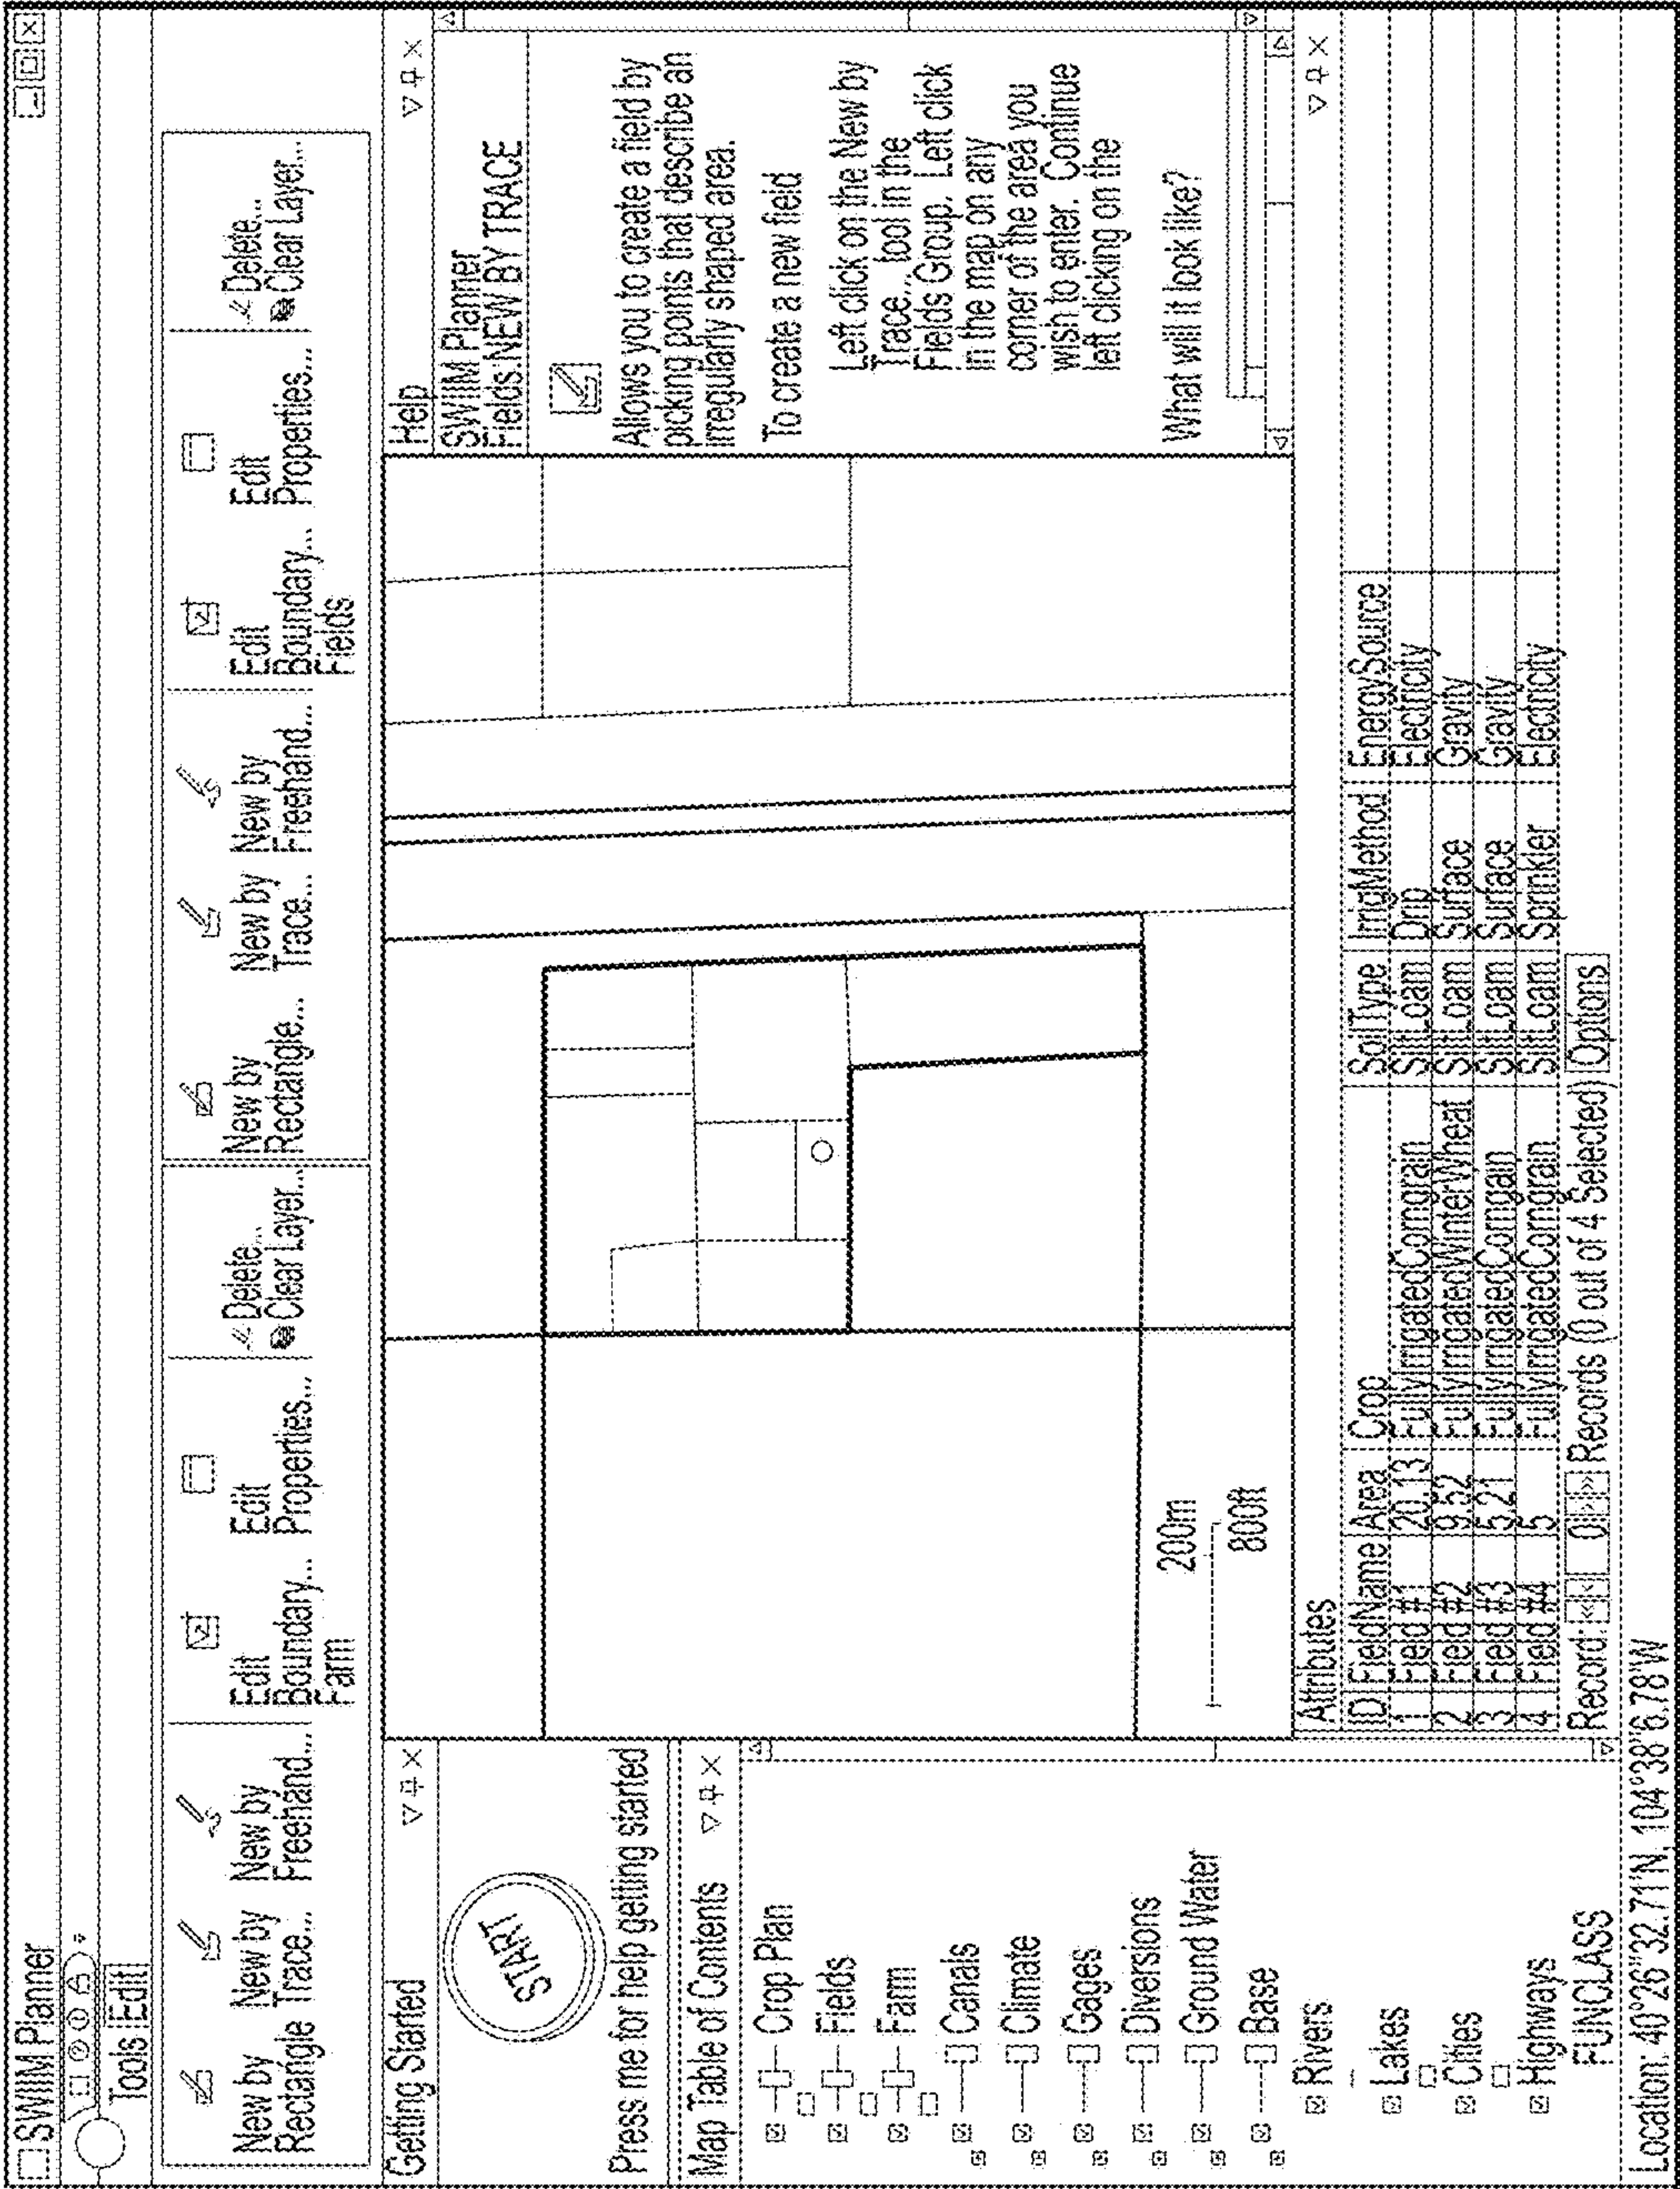 SWIIM Planner
Tools Edit
New by Rectangle
New by Trace...
New by Freehand...
Edit Boundary...
Edit Properties...
Delete...
Clear Layer...
Farm
New by Rectangle...
New by Trace...
New by Freehand...
Edit Boundary...
Edit Properties...
Delete...
Clear Layer...
Fields
Getting Started
START
Press me for help getting started
Map Table of Contents
Crop Plan
Fields
Farm
Canals
Climate
Gages
Diversions
Ground Water
Base
Rivers
Lakes
Cities
Highways
FUNCLASS
200m
800ft
Help
SWIIM Planner
Fields:NEW BY TRACE
Allows you to create a field by
picking points that describe an
irregularly shaped area.
To create a new field
Left click on the New by
Trace... tool in the
Fields Group. Left click
in the map on any
corner of the area you
wish to enter. Continue
left clicking on the
What will it look like?
Attributes
ID FieldName Area Crop SoilType IrrigMethod EnergySource
1 Field #1 20.13 FullyIrrigatedCorngrain SiltLoam Drip Electricity
2 Field #2 9.52 FullyIrrigatedWinterWheat SiltLoam Surface Gravity
3 Field #3 5.21 FullyIrrigatedCorngain SiltLoam Surface Gravity
4 Field #4 5 FullyIrrigatedCorngrain SiltLoam Sprinkler Electricity
Record: 0 Records (0 out of 4 Selected) Options
Location: 40°26'32.71'N, 104°38'6.78'W